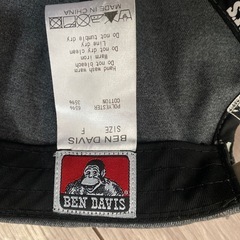 BEN DAVIS
SIZE F
POLYESTER 65%
COTTON 35%
Hand wash warm
Do not bleach
Warm iron
Do not dry clean
Line dry
Do not tumble dry
MADE IN CHINA
BEN DAVIS